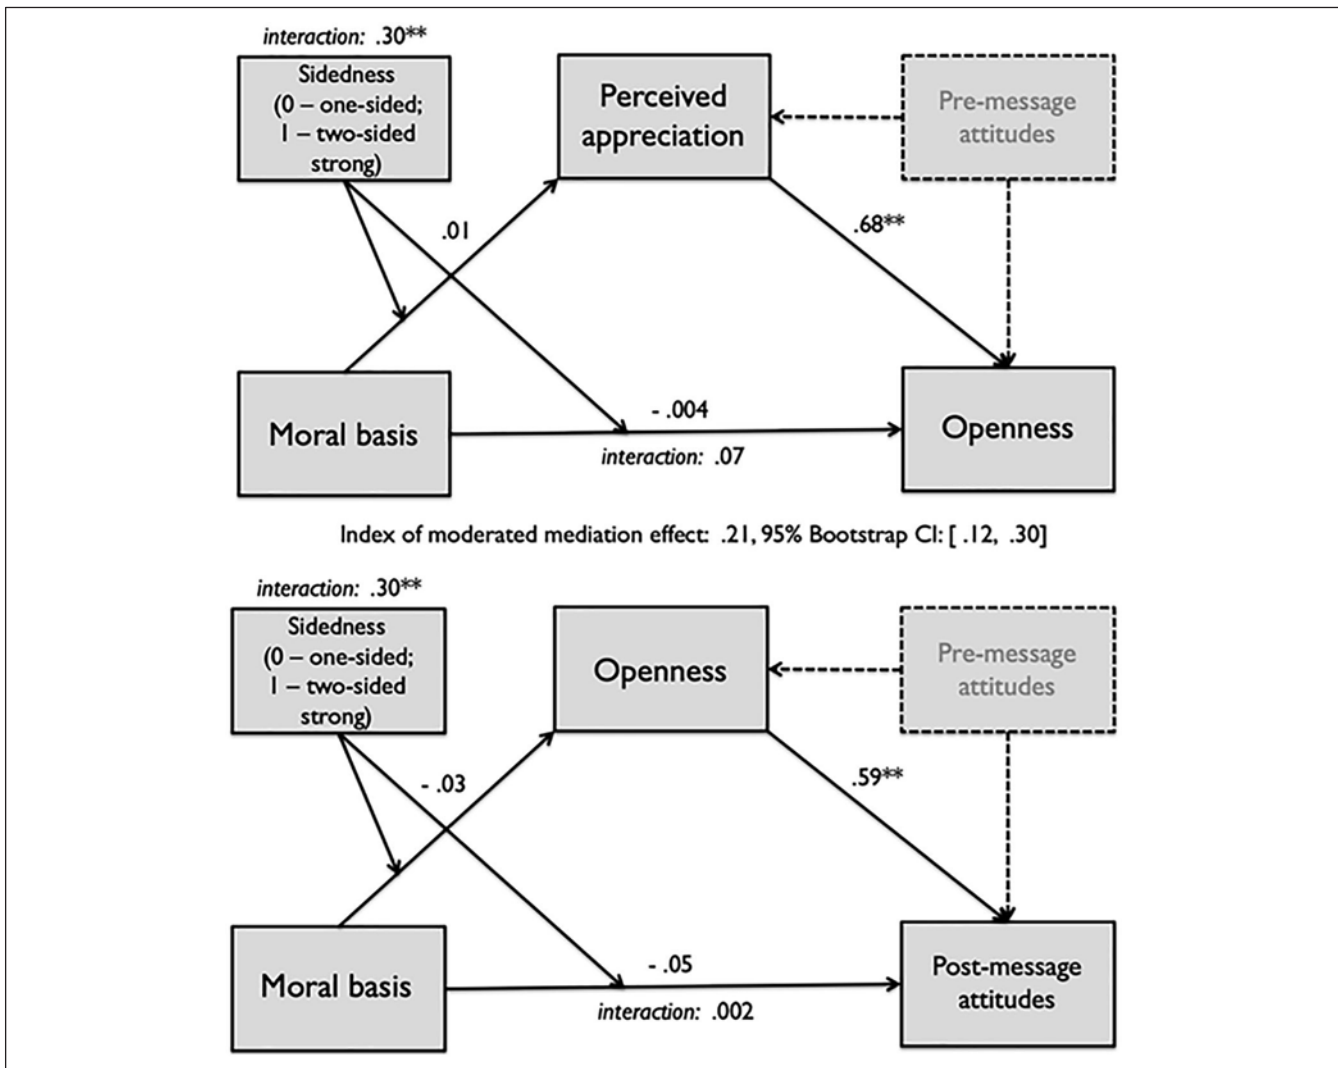 interaction: .30**
Sidedness
(0 – one-sided;
1 – two-sided
strong)
Perceived
appreciation
Pre-message
attitudes
.01
.68**
Moral basis
- .004
interaction: .07
Openness
Index of moderated mediation effect: .21, 95% Bootstrap CI: [ .12, .30]
interaction: .30**
Sidedness
(0 – one-sided;
1 – two-sided
strong)
Openness
Pre-message
attitudes
- .03
.59**
Moral basis
- .05
interaction: .002
Post-message
attitudes